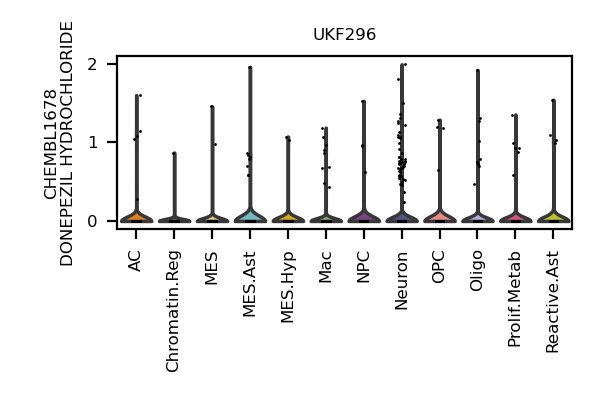 UKF296
CHEMBL1678
DONEPEZIL HYDROCHLORIDE
2
1
0
AC
Chromatin.Reg
MES
MES.Ast
MES.Hyp
Mac
NPC
Neuron
OPC
Oligo
Prolif.Metab
Reactive.Ast